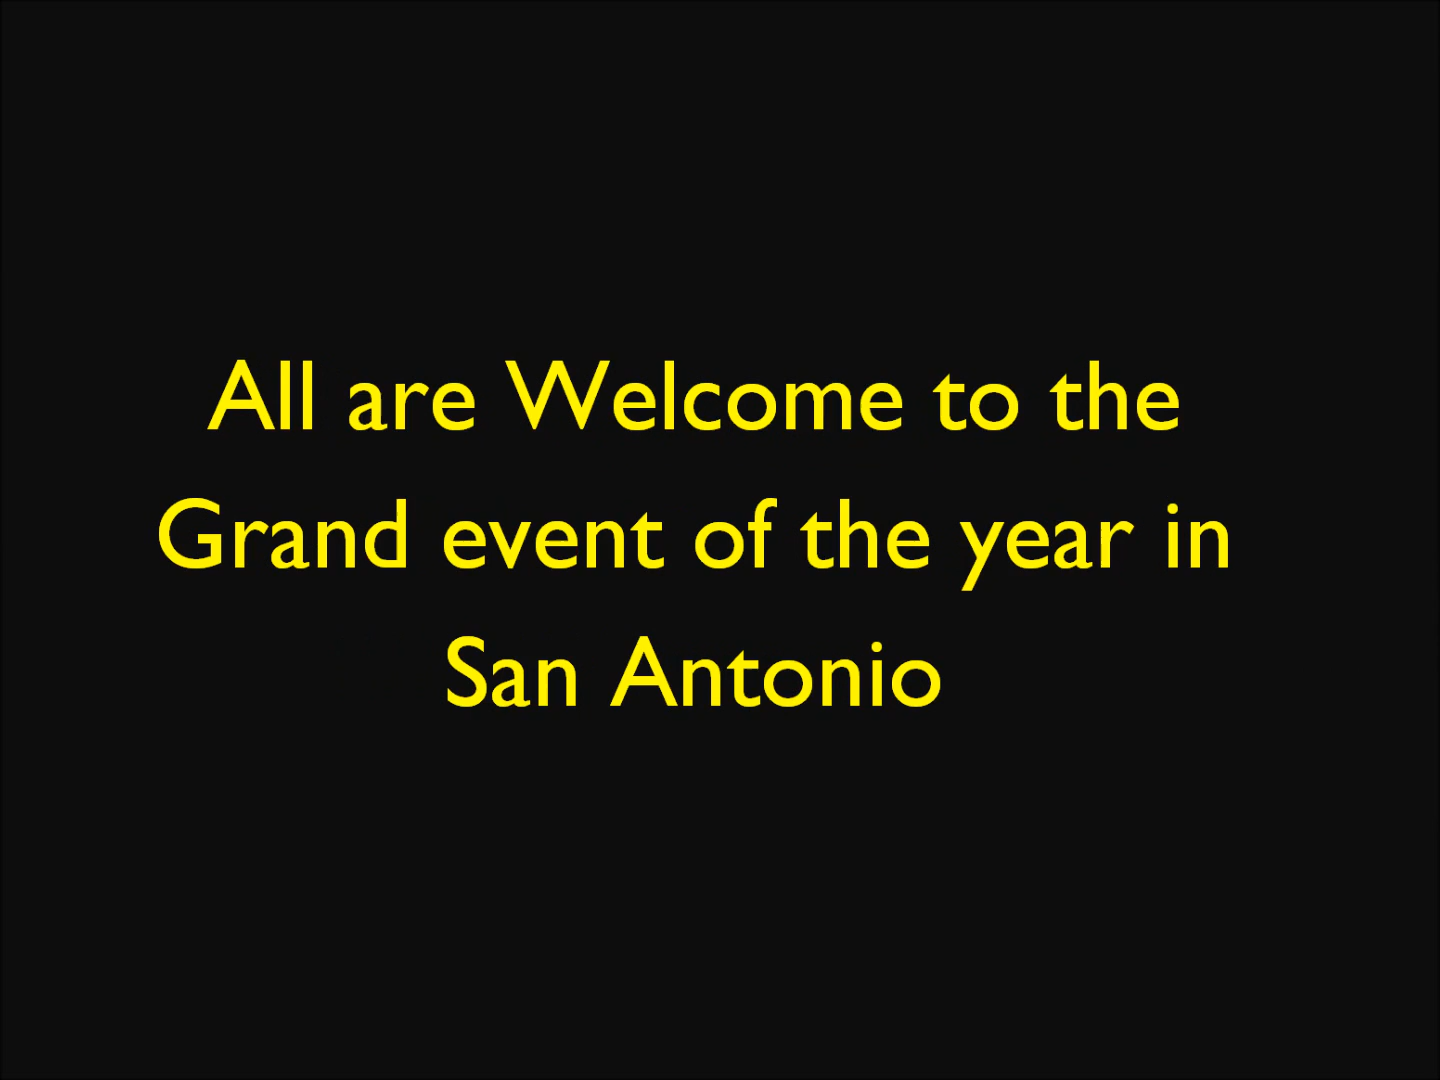 All are Welcome to the
Grand event of the year in
San Antonio